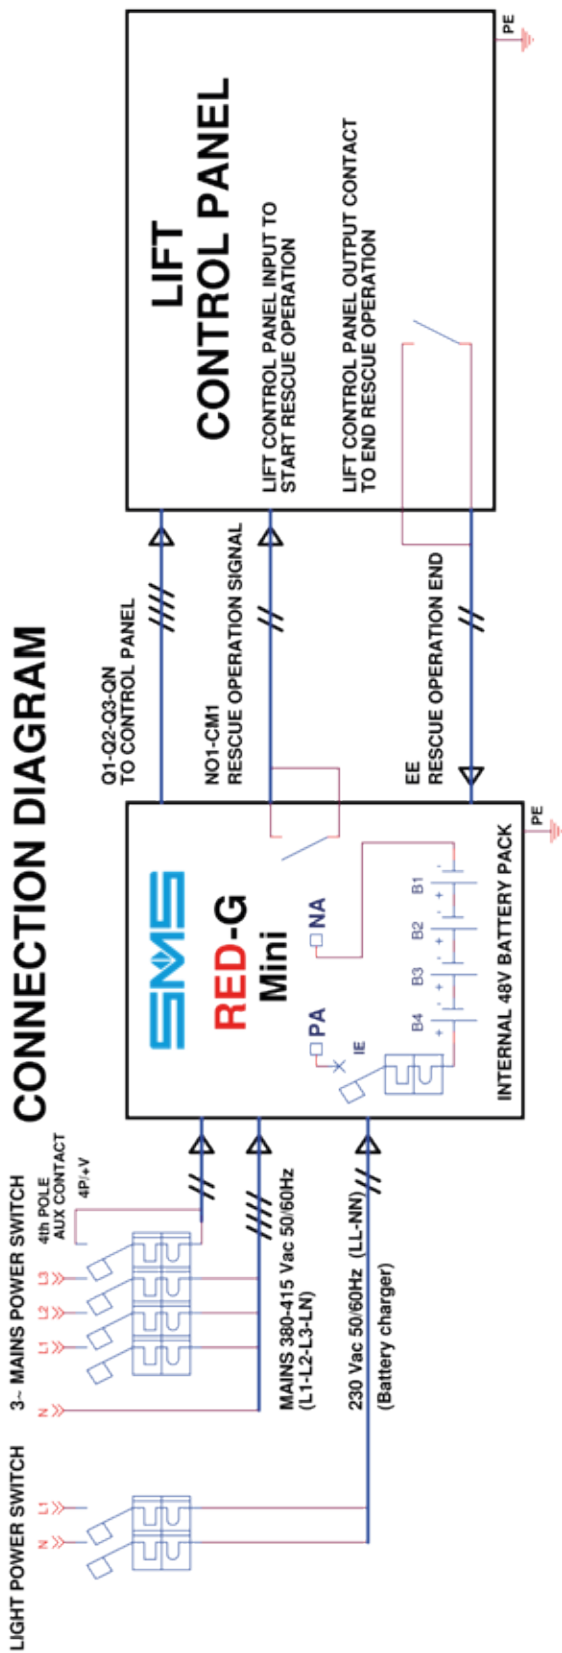 CONNECTION DIAGRAM
LIGHT POWER SWITCH
N
L1
3~ MAINS POWER SWITCH
N
L1
L2
L3
4th POLE
AUX CONTACT
4P/+V
MAINS 380-415 Vac 50/60Hz
(L1-L2-L3-LN)
230 Vac 50/60Hz (LL-NN)
(Battery charger)
SMS
RED-G
Mini
PA
NA
IE
B4
B3
B2
B1
+
-
+
-
+
-
+
-
INTERNAL 48V BATTERY PACK
PE
Q1-Q2-Q3-QN
TO CONTROL PANEL
NO1-CM1
RESCUE OPERATION SIGNAL
EE
RESCUE OPERATION END
LIFT
CONTROL PANEL
LIFT CONTROL PANEL INPUT TO
START RESCUE OPERATION
LIFT CONTROL PANEL OUTPUT CONTACT
TO END RESCUE OPERATION
PE